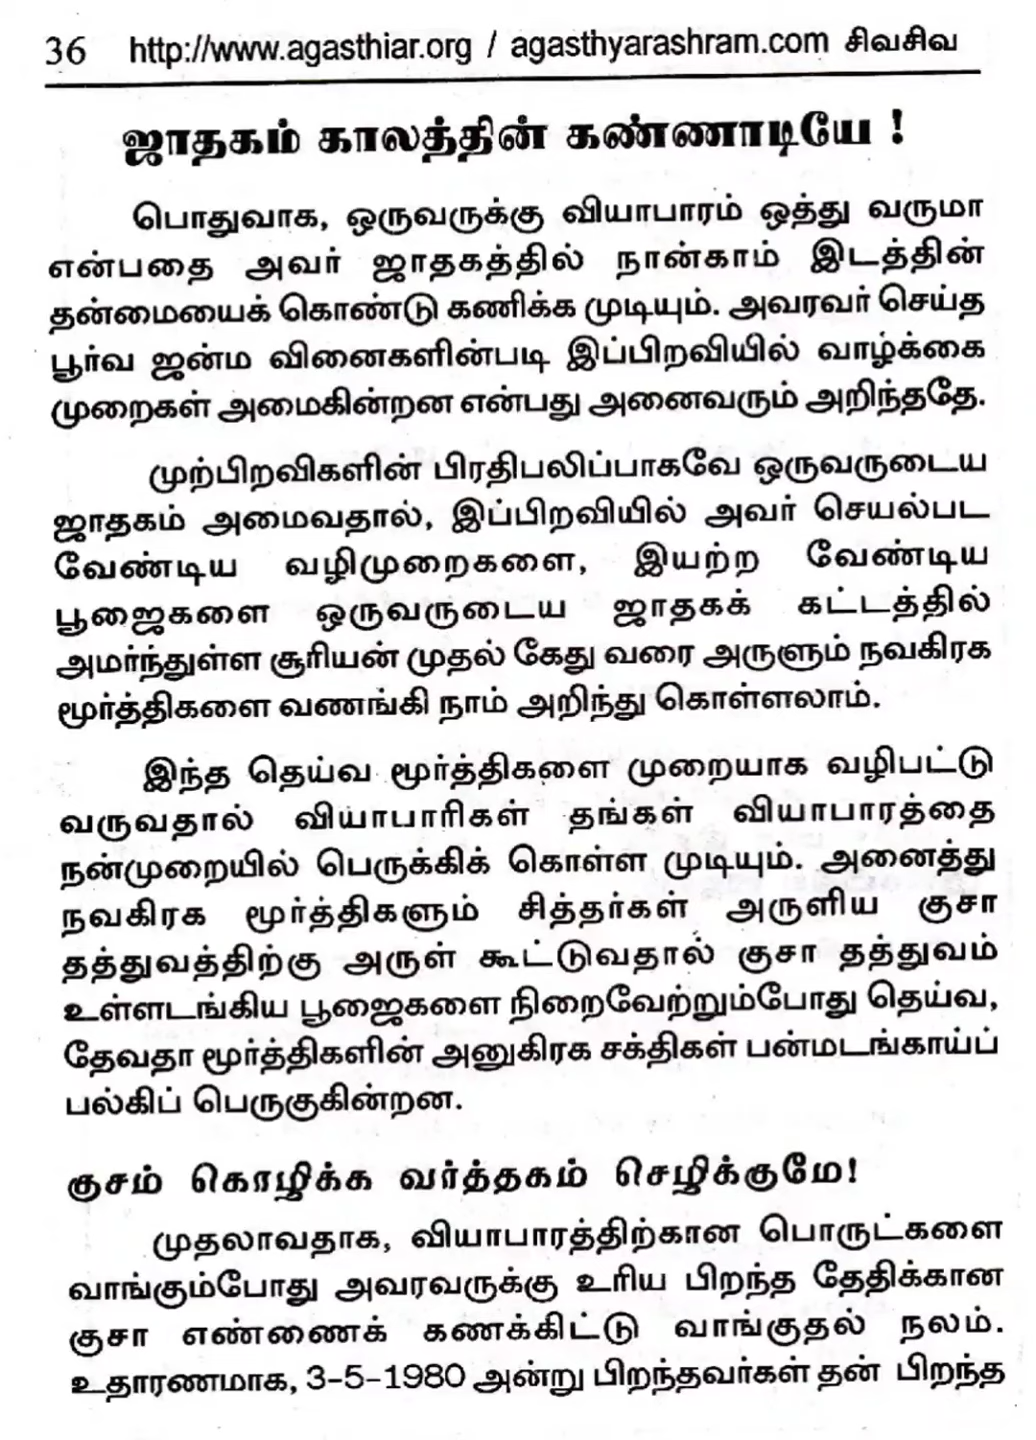 36 http://www.agasthiar.org / agasthyarashram.com சிவசிவ
ஜாதகம் காலத்தின் கண்ணாடியே !
பொதுவாக, ஒருவருக்கு வியாபாரம் ஒத்து வருமா
என்பதை அவர் ஜாதகத்தில் நான்காம் இடத்தின்
தன்மையைக் கொண்டு கணிக்க முடியும். அவரவர் செய்த
பூர்வ ஜன்ம வினைகளின்படி இப்பிறவியில் வாழ்க்கை
முறைகள் அமைகின்றன என்பது அனைவரும் அறிந்ததே.
முற்பிறவிகளின் பிரதிபலிப்பாகவே ஒருவருடைய
ஜாதகம் அமைவதால், இப்பிறவியில் அவர் செயல்பட
வேண்டிய வழிமுறைகளை, இயற்ற வேண்டிய
பூஜைகளை ஒருவருடைய ஜாதகக் கட்டத்தில்
அமர்ந்துள்ள சூரியன் முதல் கேது வரை அருளும் நவகிரக
மூர்த்திகளை வணங்கி நாம் அறிந்து கொள்ளலாம்.
இந்த தெய்வ மூர்த்திகளை முறையாக வழிபட்டு
வருவதால் வியாபாரிகள் தங்கள் வியாபாரத்தை
நன்முறையில் பெருக்கிக் கொள்ள முடியும். அனைத்து
நவகிரக மூர்த்திகளும் சித்தர்கள் அருளிய குசா
தத்துவத்திற்கு அருள் கூட்டுவதால் குசா தத்துவம்
உள்ளடங்கிய பூஜைகளை நிறைவேற்றும்போது தெய்வ,
தேவதா மூர்த்திகளின் அனுகிரக சக்திகள் பன்மடங்காய்ப்
பல்கிப் பெருகுகின்றன.
குசம் கொழிக்க வர்த்தகம் செழிக்குமே!
முதலாவதாக, வியாபாரத்திற்கான பொருட்களை
வாங்கும்போது அவரவருக்கு உரிய பிறந்த தேதிக்கான
குசா எண்ணைக் கணக்கிட்டு வாங்குதல் நலம்.
உதாரணமாக, 3-5-1980 அன்று பிறந்தவர்கள் தன் பிறந்த